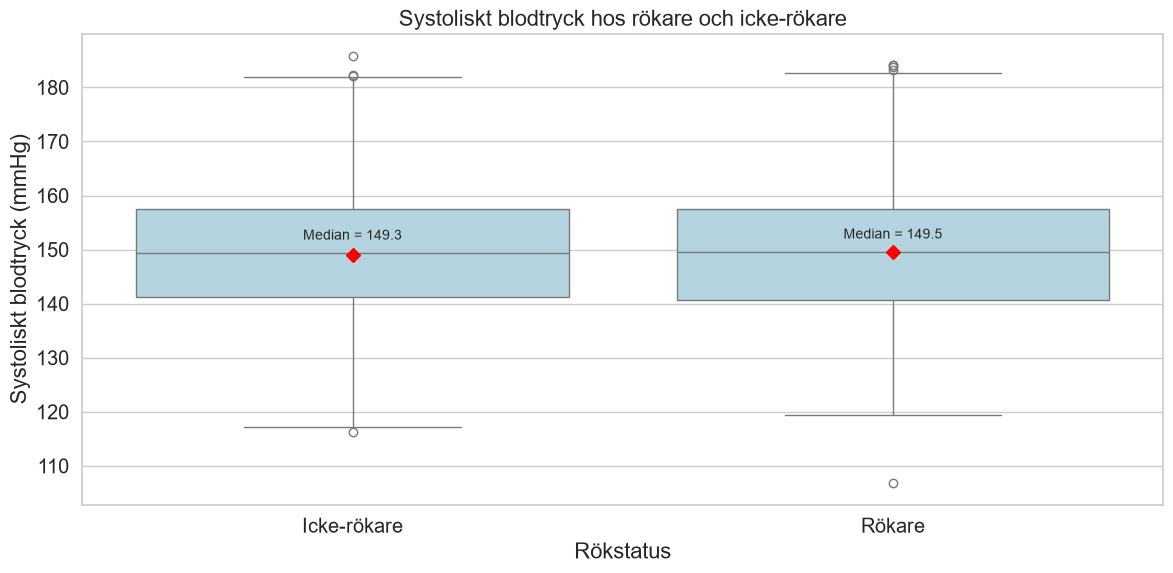 Systoliskt blodtryck hos rökare och icke-rökare
Systoliskt blodtryck (mmHg)
180
170
160
150
140
130
120
110
Median = 149.3
Median = 149.5
Icke-rökare
Rökare
Rökstatus